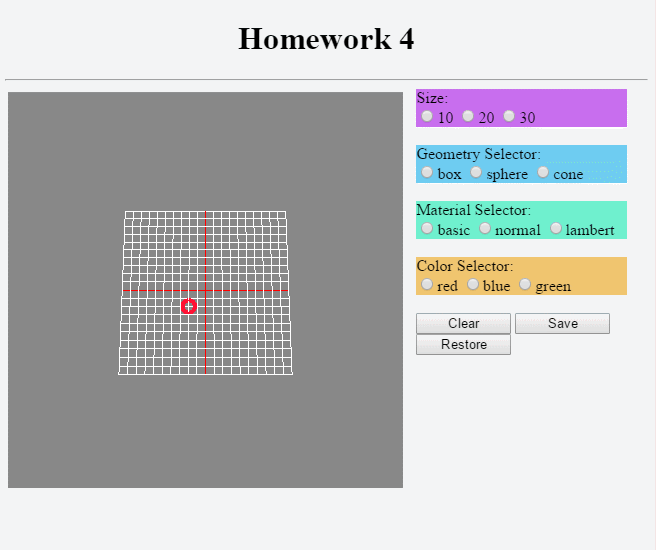 Homework 4
Size:
10 20 30
Geometry Selector:
box sphere cone
Material Selector:
basic normal lambert
Color Selector:
red blue green
Clear Save
Restore